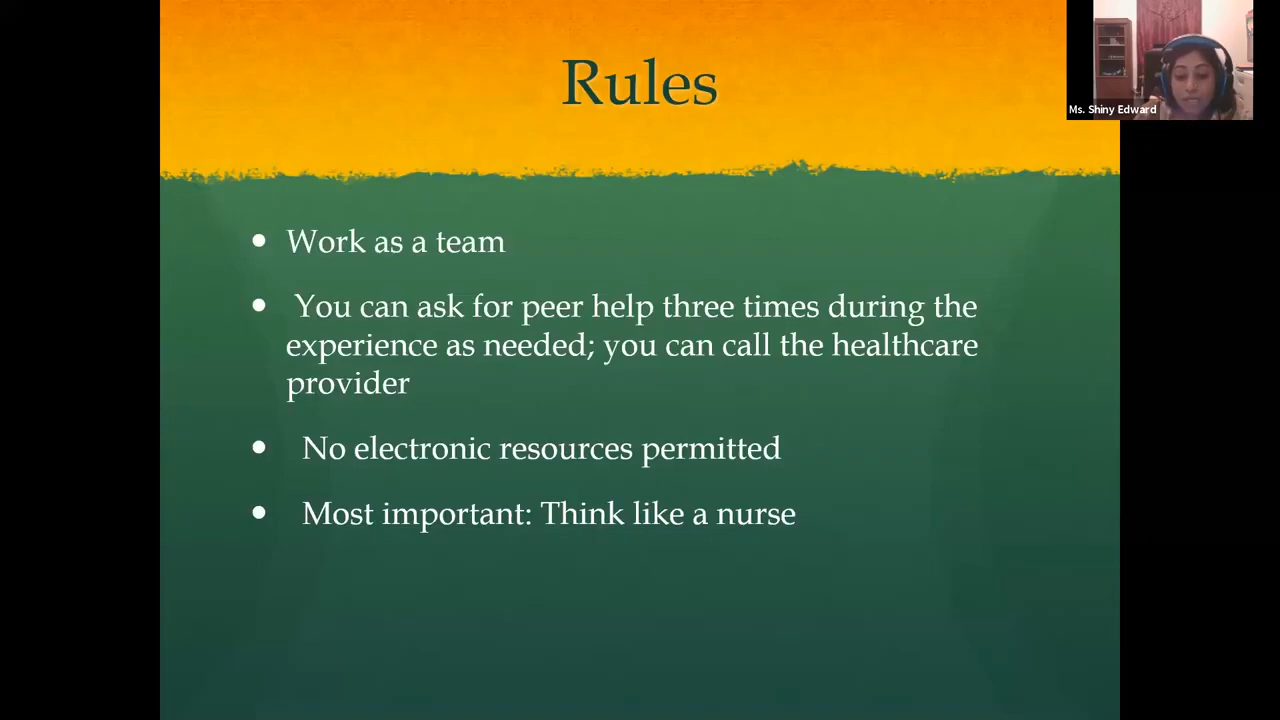 Rules
Ms. Shiny Edward
• Work as a team
• You can ask for peer help three times during the
experience as needed; you can call the healthcare
provider
• No electronic resources permitted
• Most important: Think like a nurse